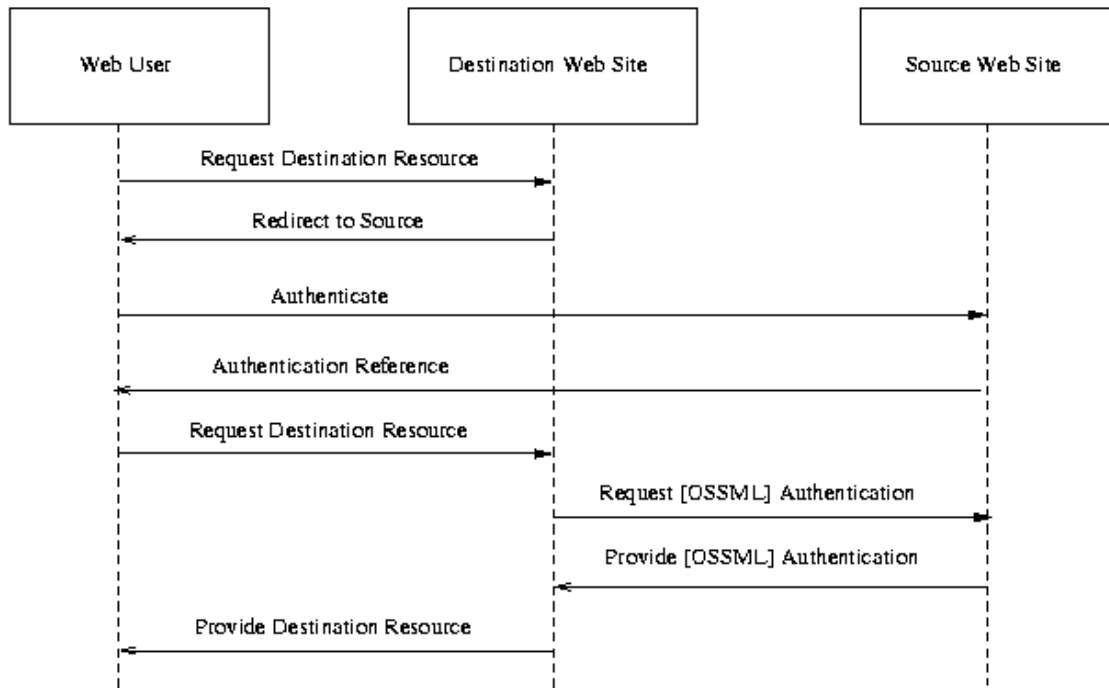 Web User
Destination Web Site
Source Web Site
Request Destination Resource
Redirect to Source
Authenticate
Authentication Reference
Request Destination Resource
Request [OSSML] Authentication
Provide [OSSML] Authentication
Provide Destination Resource